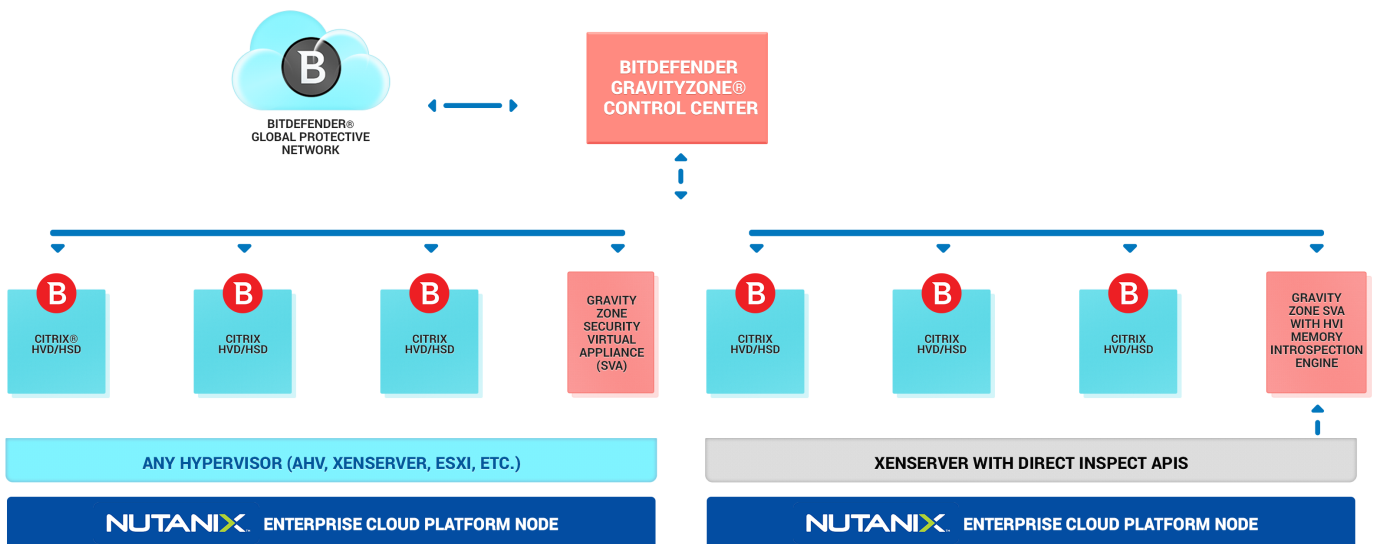 B
BITDEFENDER®
GLOBAL PROTECTIVE
NETWORK
BITDEFENDER
GRAVITYZONE®
CONTROL CENTER
B
CITRIX®
HVD/HSD
B
CITRIX
HVD/HSD
B
CITRIX
HVD/HSD
GRAVITY
ZONE
SECURITY
VIRTUAL
APPLIANCE
(SVA)
B
CITRIX
HVD/HSD
B
CITRIX
HVD/HSD
B
CITRIX
HVD/HSD
GRAVITY
ZONE SVA
WITH HVI
MEMORY
INTROSPECTION
ENGINE
ANY HYPERVISOR (AHV, XENSERVER, ESXI, ETC.)
XENSERVER WITH DIRECT INSPECT APIS
NUTANIX™ ENTERPRISE CLOUD PLATFORM NODE
NUTANIX™ ENTERPRISE CLOUD PLATFORM NODE